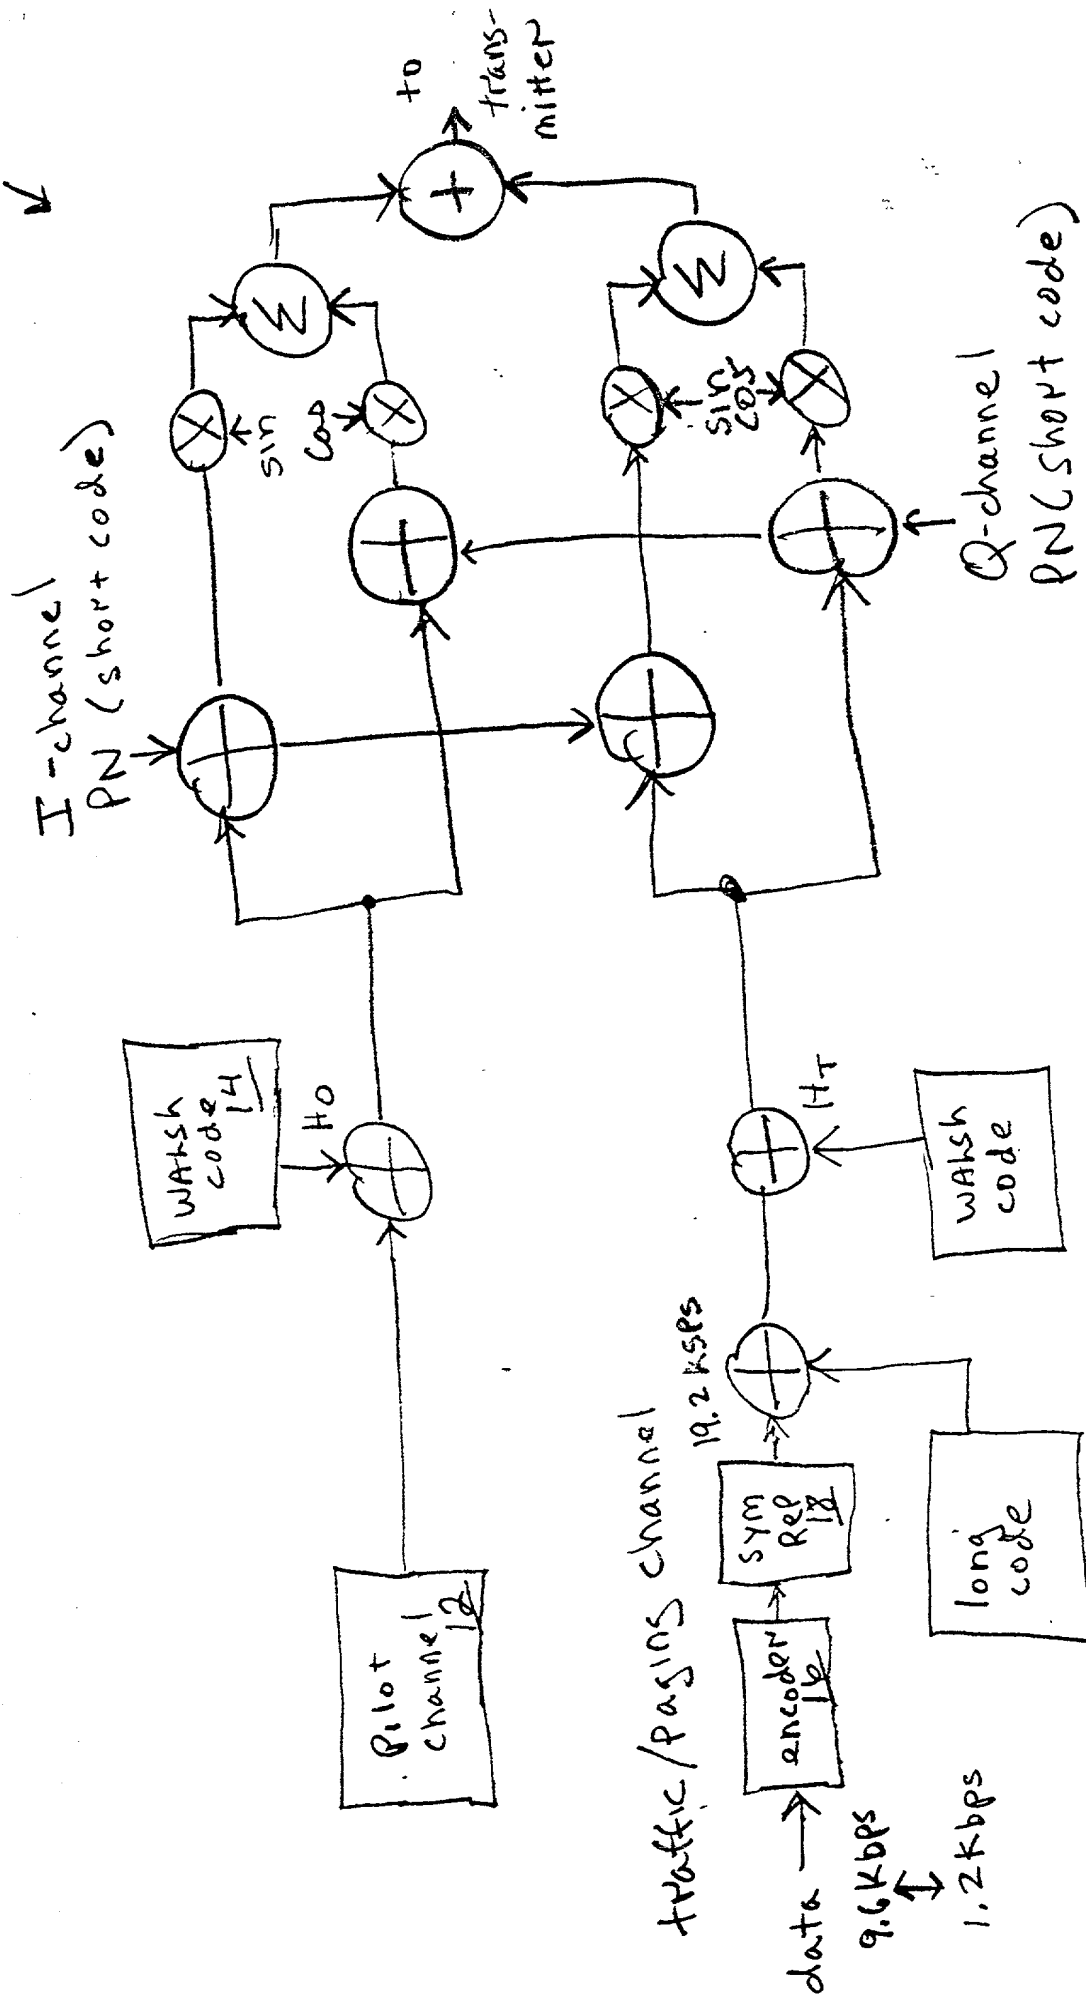 I-channel
PN (short code)
to
trans-
mitter
sin
cos
Σ
Σ
sin
cos
WAlsh
code
14
Ho
Pilot
channel
12
traffic/paging channel
19.2 ksps
data
9.6 Kbps
1.2 Kbps
encoder
16
sym
Rep
18
HT
long
code
WAlsh
code
Q-channel
PN (short code)